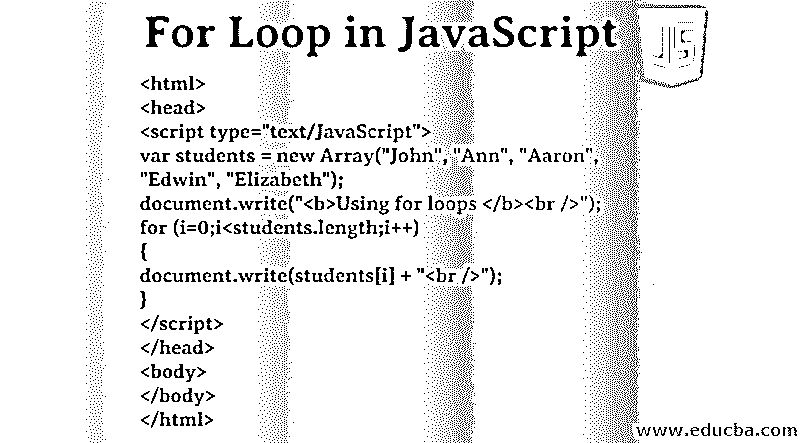 For Loop in JavaScript
JS
<html>
<head>
<script type="text/JavaScript">
var students = new Array("John", "Ann", "Aaron",
"Edwin", "Elizabeth");
document.write("<b>Using for loops </b><br />");
for (i=0;i<students.length;i++)
{
document.write(students[i] + "<br />");
}
</script>
</head>
<body>
</body>
</html>
www.educba.com